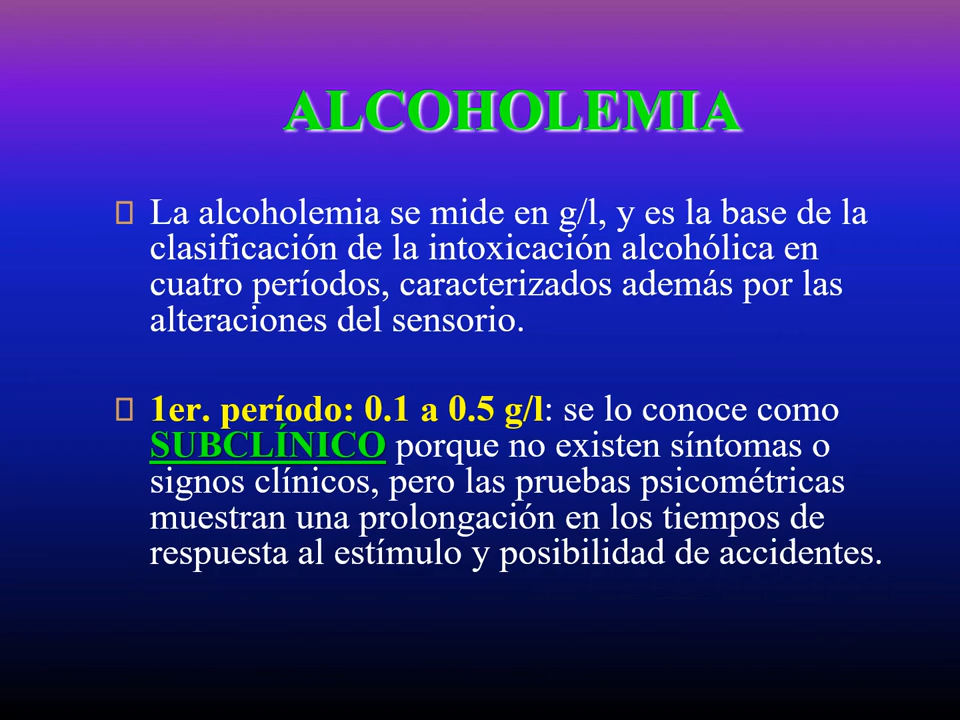 ALCOHOLEMIA
La alcoholemia se mide en g/l, y es la base de la
clasificación de la intoxicación alcohólica en
cuatro períodos, caracterizados además por las
alteraciones del sensorio.
1er. período: 0.1 a 0.5 g/l: se lo conoce como
SUBCLÍNICO porque no existen síntomas o
signos clínicos, pero las pruebas psicométricas
muestran una prolongación en los tiempos de
respuesta al estímulo y posibilidad de accidentes.